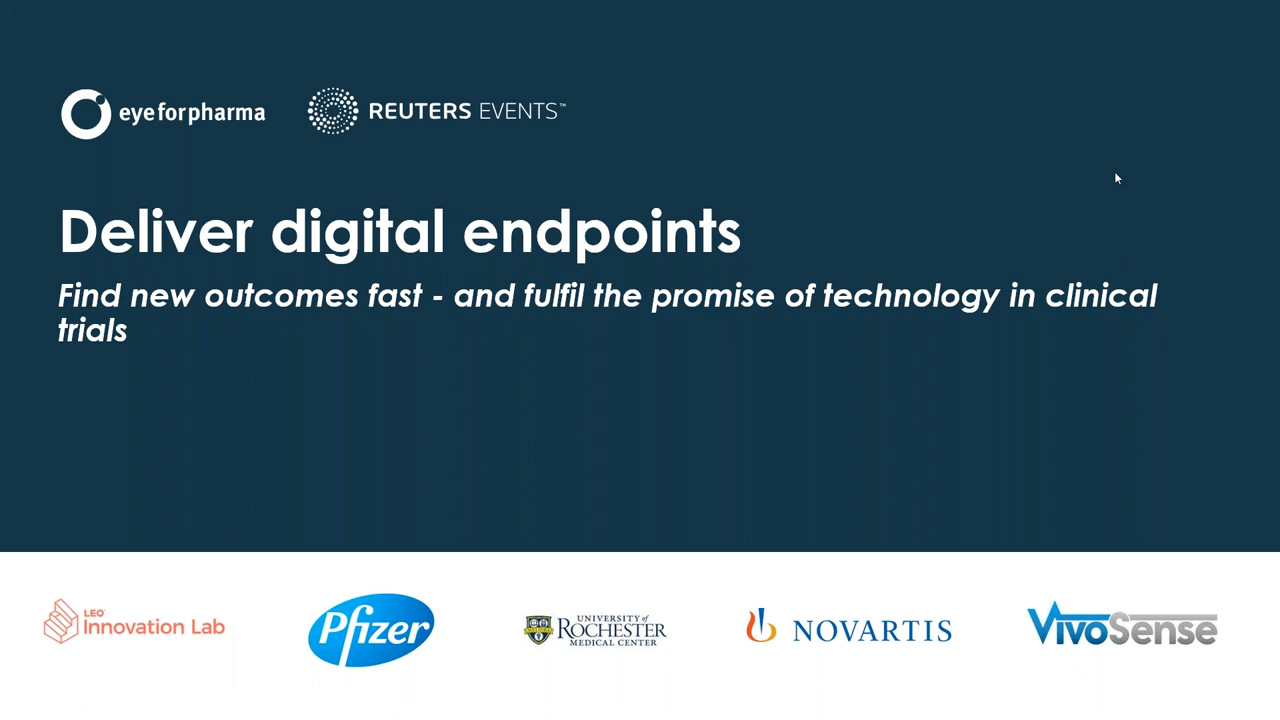 eyeforpharma
REUTERS EVENTS™
Deliver digital endpoints
Find new outcomes fast - and fulfil the promise of technology in clinical
trials
LEO
Innovation Lab
Pfizer
UNIVERSITY of
ROCHESTER
MEDICAL CENTER
NOVARTIS
VivoSense